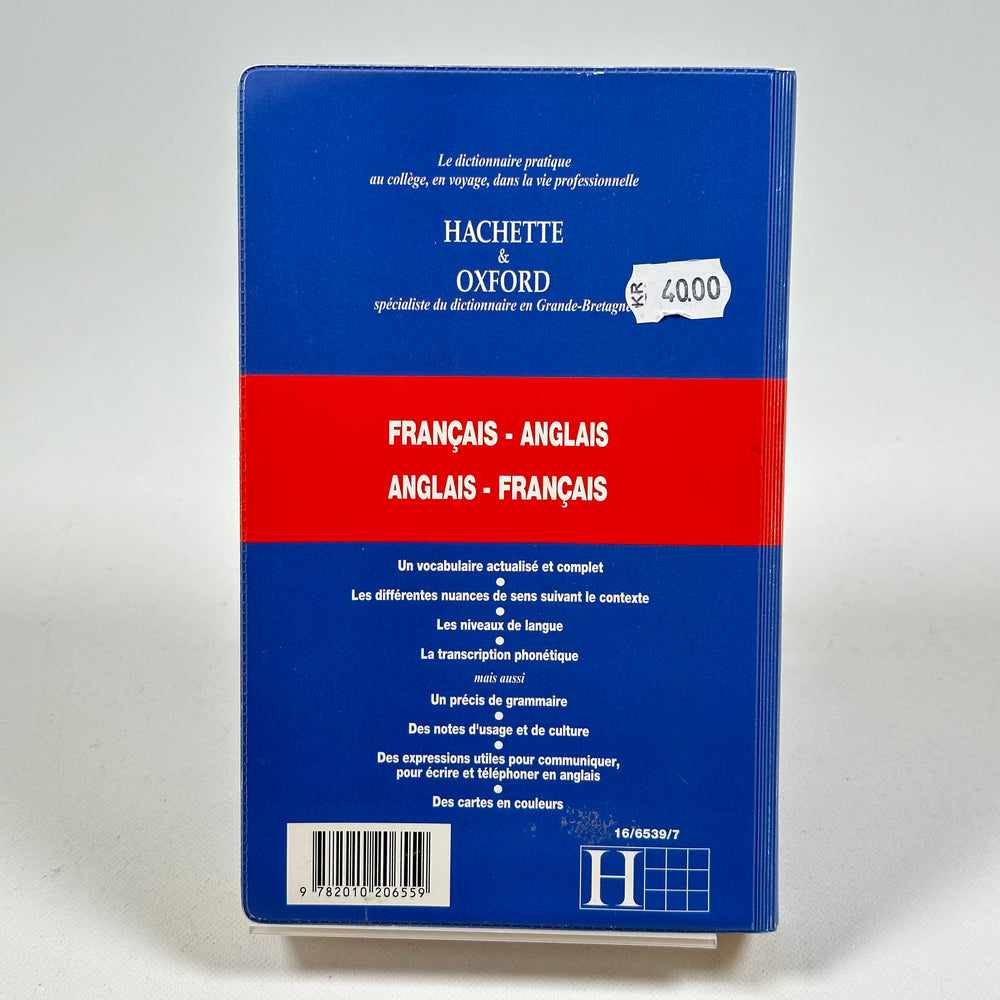 Le dictionnaire pratique
au collège, en voyage, dans la vie professionnelle
HACHETTE
&
OXFORD
spécialiste du dictionnaire en Grande-Bretagne
KR 40.00
FRANÇAIS - ANGLAIS
ANGLAIS - FRANÇAIS
Un vocabulaire actualisé et complet
Les différentes nuances de sens suivant le contexte
Les niveaux de langue
La transcription phonétique
mais aussi
Un précis de grammaire
Des notes d'usage et de culture
Des expressions utiles pour communiquer,
pour écrire et téléphoner en anglais
Des cartes en couleurs
16/6539/7
9 782010 206559
H